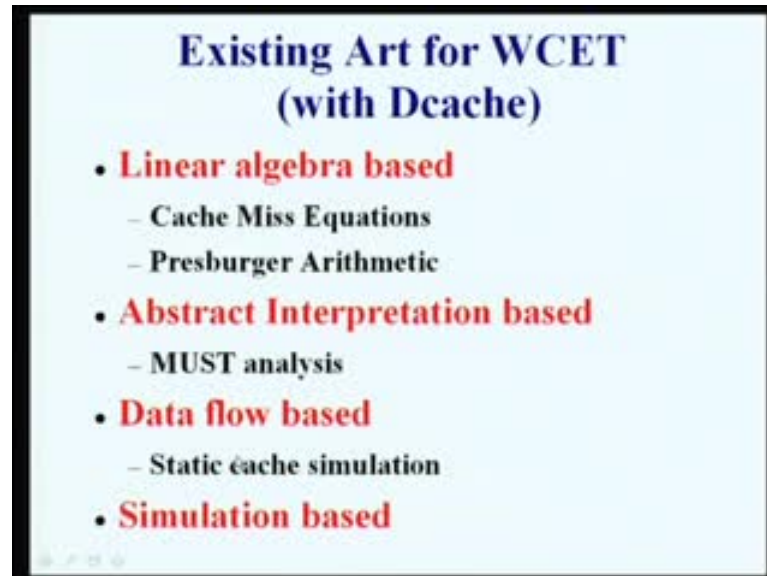 Existing Art for WCET
(with Dcache)
• Linear algebra based
– Cache Miss Equations
– Presburger Arithmetic
• Abstract Interpretation based
– MUST analysis
• Data flow based
– Static cache simulation
• Simulation based